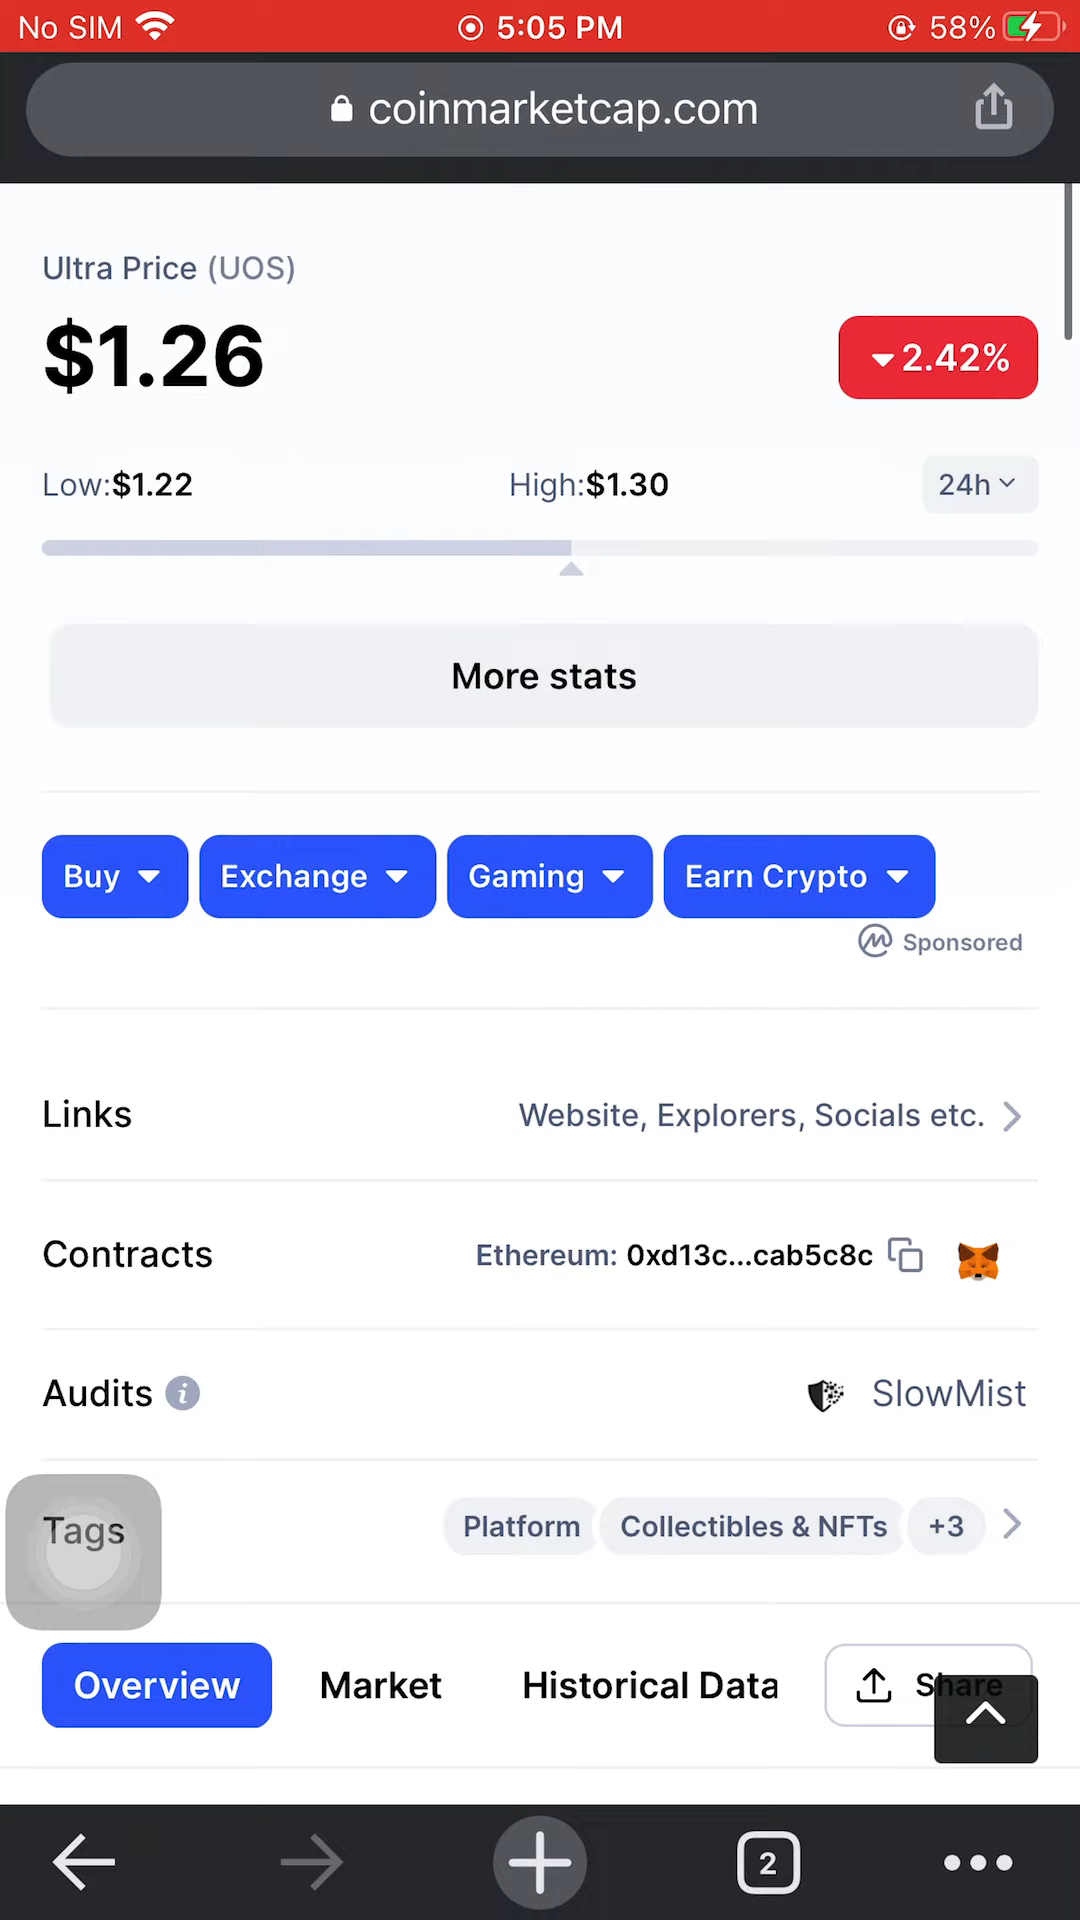 No SIM 5:05 PM 58%
coinmarketcap.com
Ultra Price (UOS)
$1.26 2.42%
Low:$1.22 High:$1.30 24h
More stats
Buy Exchange Gaming Earn Crypto
Sponsored
Links Website, Explorers, Socials etc.
Contracts Ethereum: 0xd13c...cab5c8c
Audits i SlowMist
Tags Platform Collectibles & NFTs +3
Overview Market Historical Data Share
2